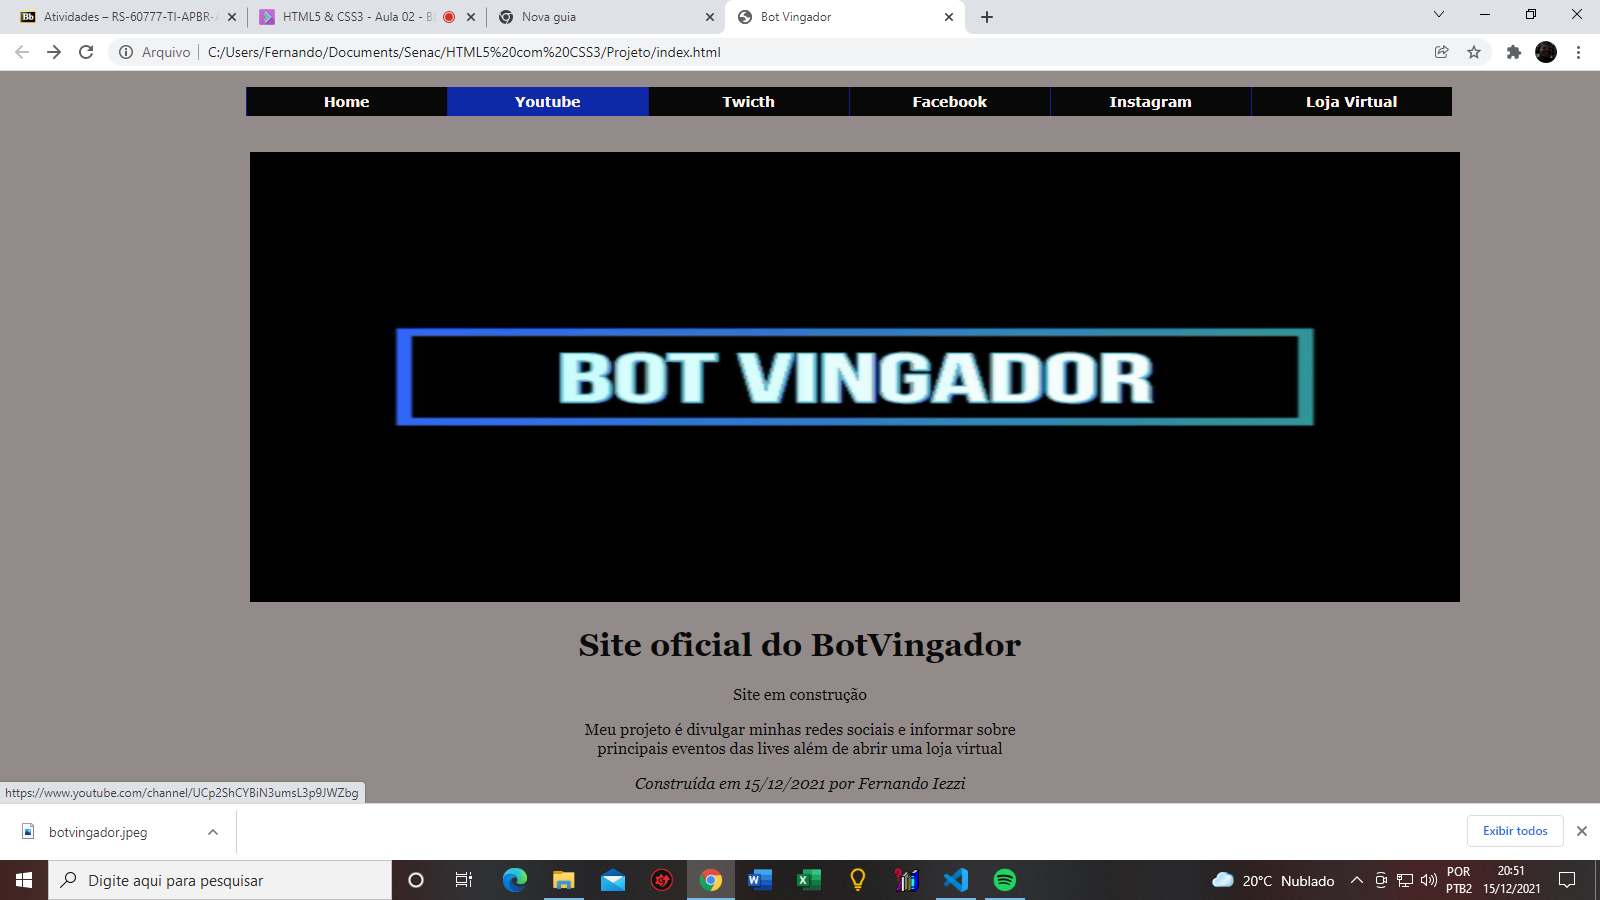 Atividades – RS-60777-TI-APBR-
HTML5 & CSS3 - Aula 02 - B
Nova guia
Bot Vingador
Arquivo
C:/Users/Fernando/Documents/Senac/HTML5%20com%20CSS3/Projeto/index.html
Home
Youtube
Twicth
Facebook
Instagram
Loja Virtual
BOT VINGADOR
Site oficial do BotVingador
Site em construção
Meu projeto é divulgar minhas redes sociais e informar sobre
principais eventos das lives além de abrir uma loja virtual
Construída em 15/12/2021 por Fernando Iezzi
https://www.youtube.com/channel/UCp2ShCYBiN3umsL3p9JWZbg
botvingador.jpeg
Exibir todos
Digite aqui para pesquisar
20°C Nublado
POR
PTB2
20:51
15/12/2021